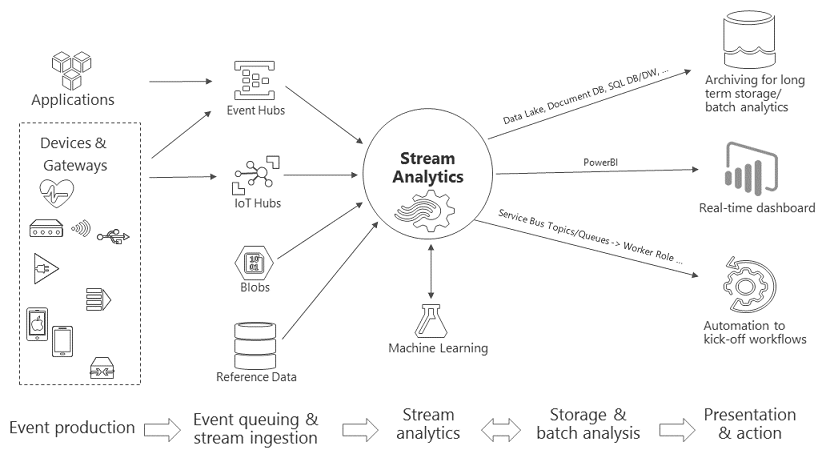 Applications
Devices &
Gateways
Event Hubs
IoT Hubs
10
01
Blobs
Reference Data
Stream
Analytics
Machine Learning
Data Lake, Document DB, SQL DB/DW, ...
PowerBI
Service Bus Topics/Queues -> Worker Role ...
Archiving for long
term storage/
batch analytics
Real-time dashboard
Automation to
kick-off workflows
Event production
Event queuing &
stream ingestion
Stream
analytics
Storage &
batch analysis
Presentation
& action